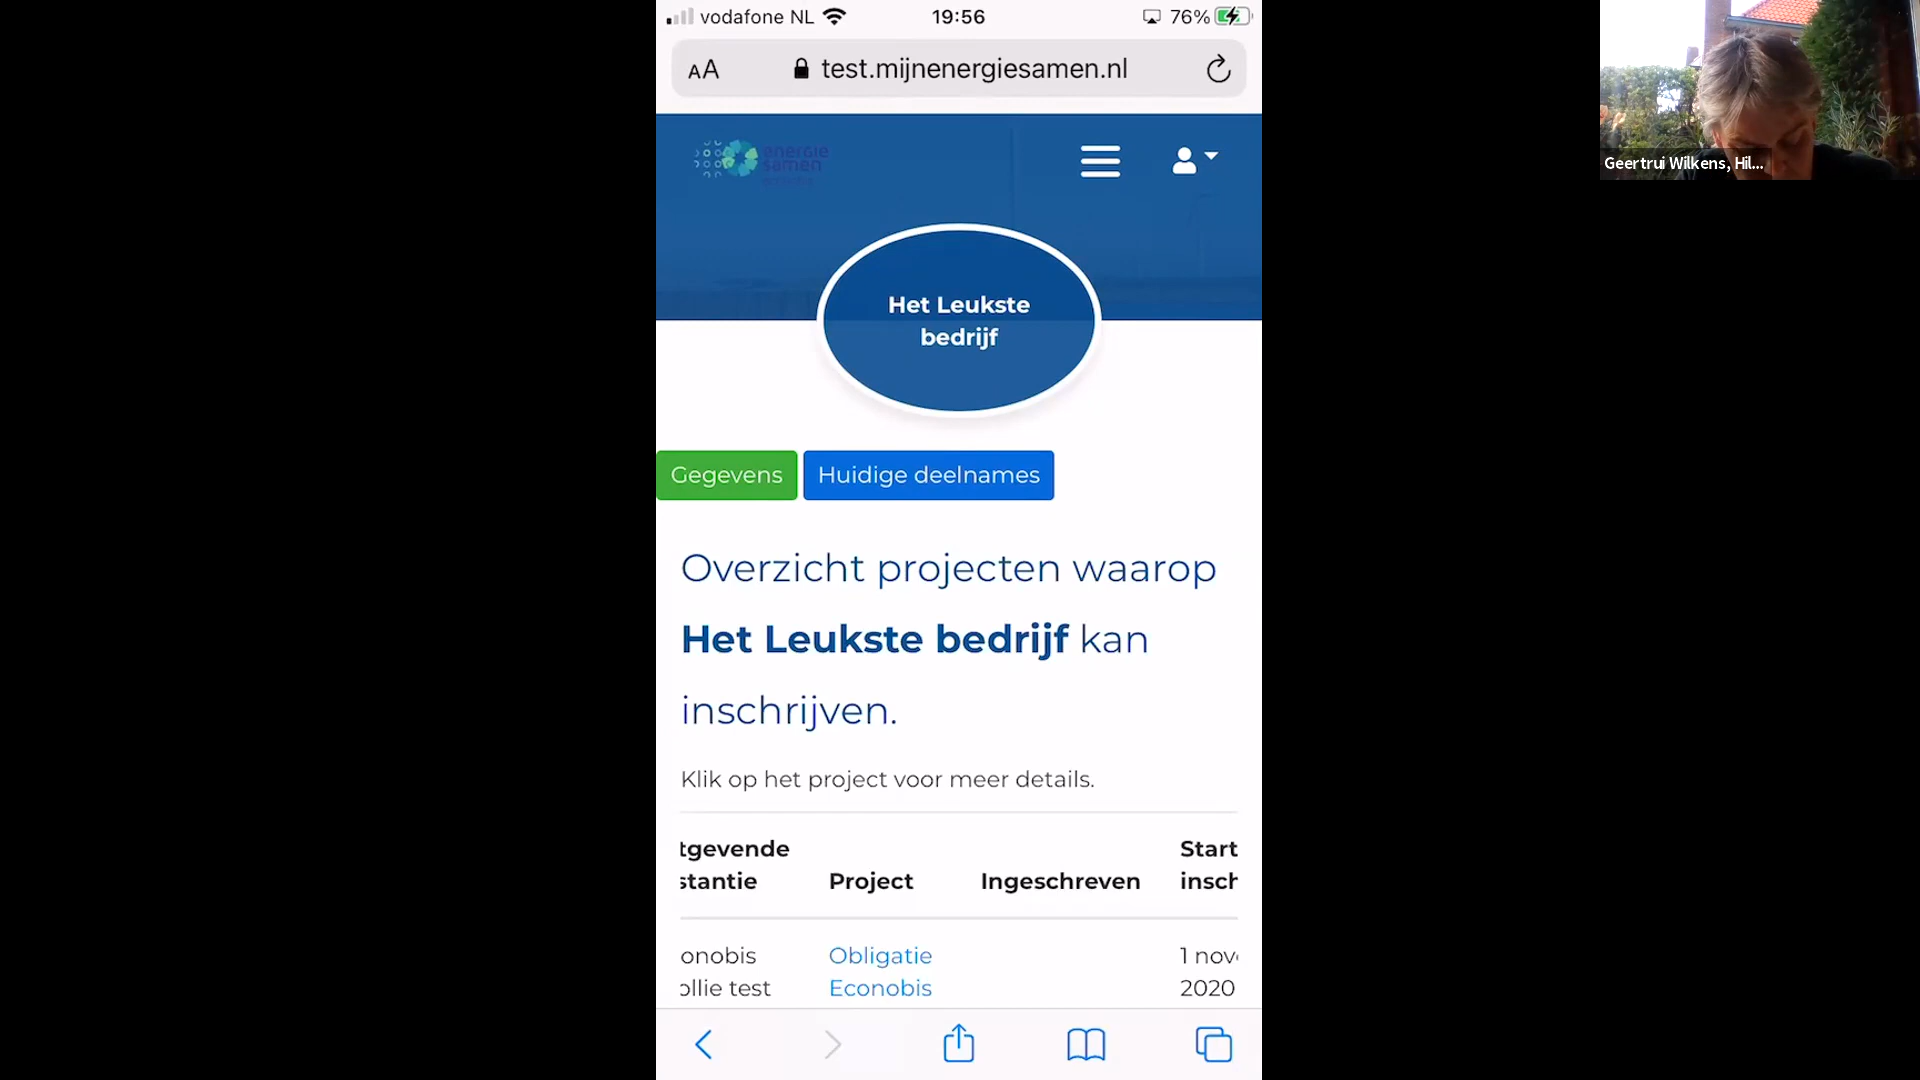 vodafone NL
19:56
76%
AA
test.mijnenergiesamen.nl
energie
samen
Geertrui Wilkens, Hil...
Het Leukste
bedrijf
Gegevens
Huidige deelnames
Overzicht projecten waarop
Het Leukste bedrijf kan
inschrijven.
Klik op het project voor meer details.
tgevende
stantie
Project
Ingeschreven
Start
insch
onobis
ollie test
Obligatie
Econobis
1 nov
2020